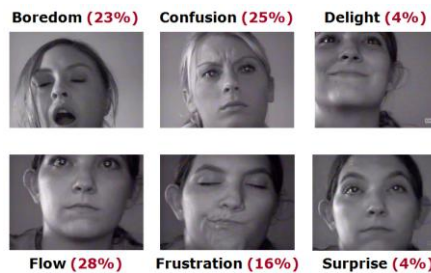 Boredom (23%) Confusion (25%) Delight (4%)
Flow (28%) Frustration (16%) Surprise (4%)